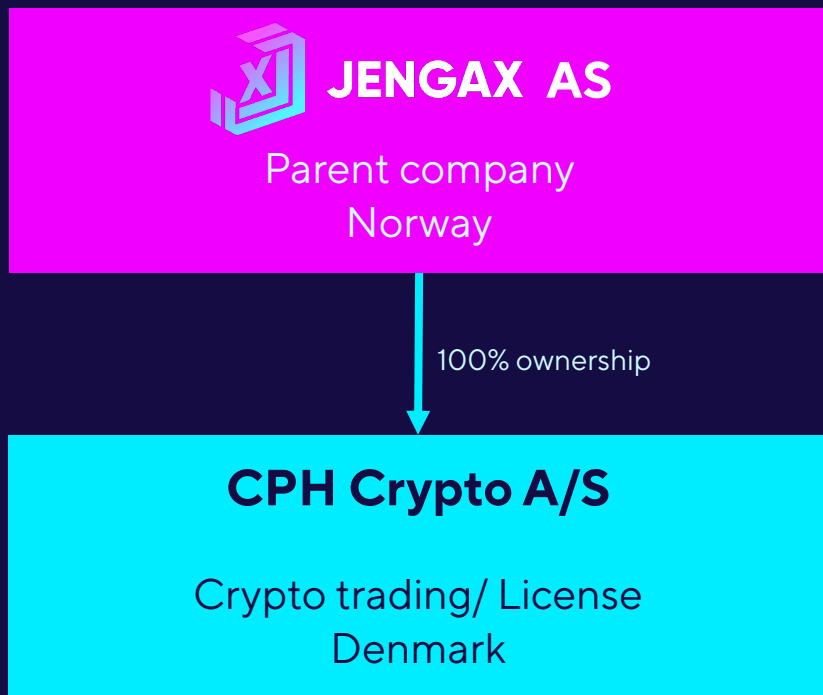 JENGAX AS
Parent company
Norway
100% ownership
CPH Crypto A/S
Crypto trading/ License
Denmark